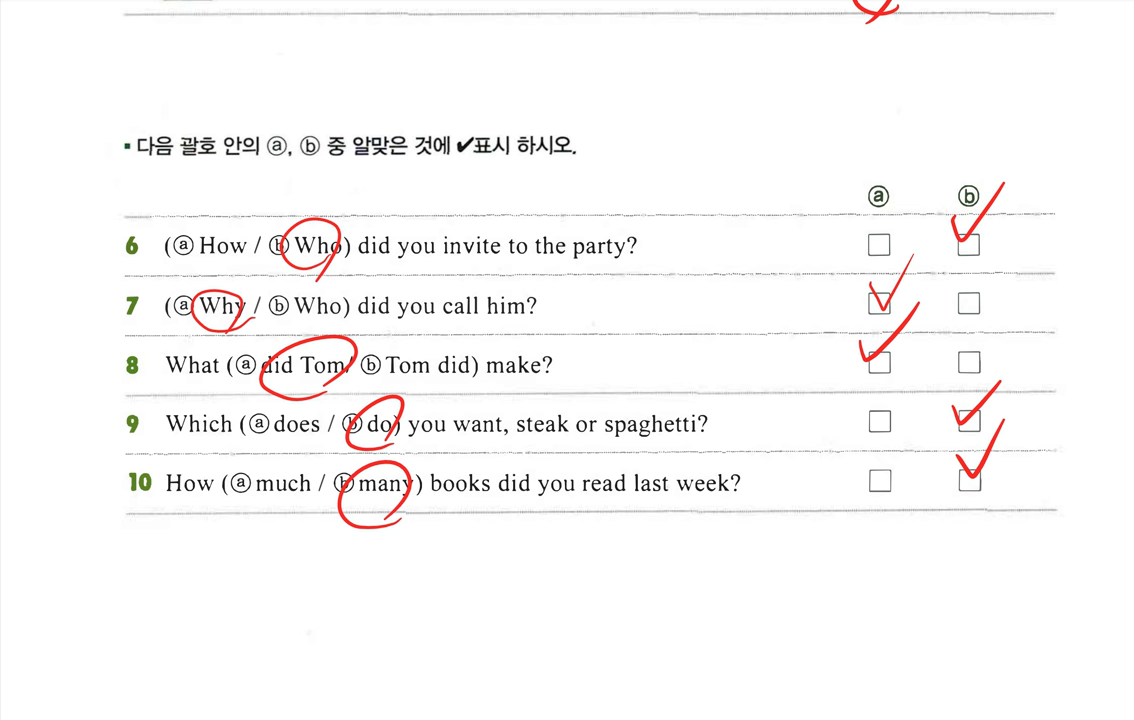 ▪ 다음 괄호 안의 ⓐ, ⓑ 중 알맞은 것에 ✔표시 하시오.
ⓐ ⓑ
6 (ⓐ How / ⓑ Who) did you invite to the party?
7 (ⓐ Why / ⓑ Who) did you call him?
8 What (ⓐ did Tom / ⓑ Tom did) make?
9 Which (ⓐ does / ⓑ do) you want, steak or spaghetti?
10 How (ⓐ much / ⓑ many) books did you read last week?